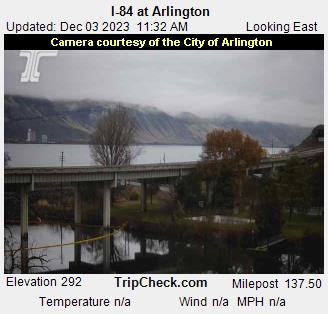 I-84 at Arlington
Updated: Dec 03 2023 11:32 AM Looking East
Camera courtesy of the City of Arlington
Elevation 292 TripCheck.com Milepost 137.50
Temperature n/a Wind n/a MPH n/a